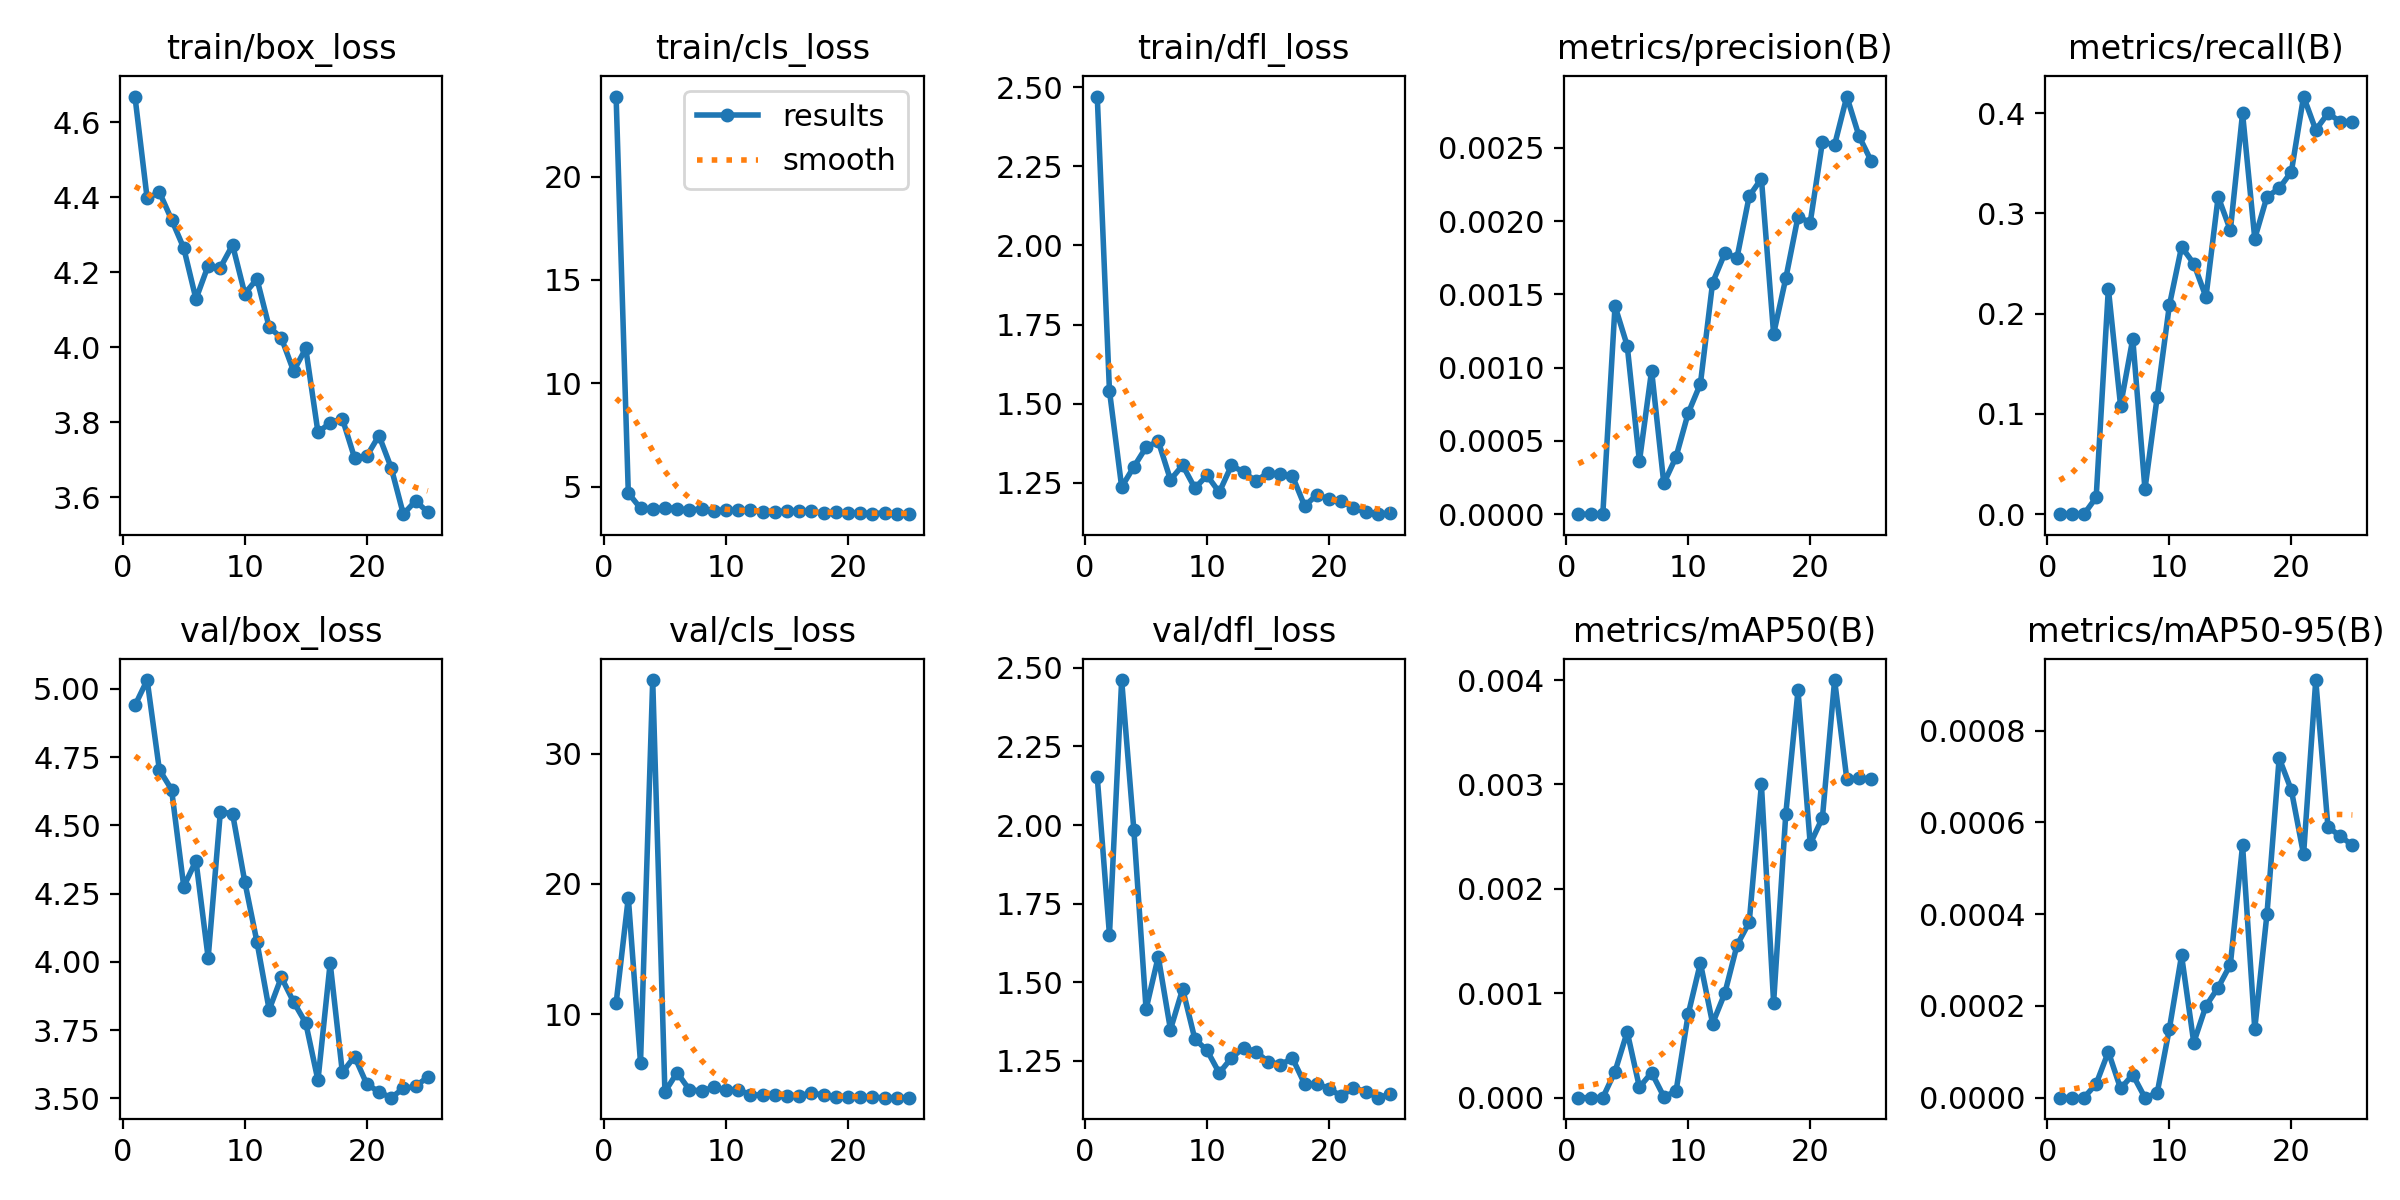 train/box_loss
4.6
4.4
4.2
4.0
3.8
3.6
0 10 20
train/cls_loss
results
smooth
20
15
10
5
0 10 20
train/dfl_loss
2.50
2.25
2.00
1.75
1.50
1.25
0 10 20
metrics/precision(B)
0.0025
0.0020
0.0015
0.0010
0.0005
0.0000
0 10 20
metrics/recall(B)
0.4
0.3
0.2
0.1
0.0
0 10 20
val/box_loss
5.00
4.75
4.50
4.25
4.00
3.75
3.50
0 10 20
val/cls_loss
30
20
10
0 10 20
val/dfl_loss
2.50
2.25
2.00
1.75
1.50
1.25
0 10 20
metrics/mAP50(B)
0.004
0.003
0.002
0.001
0.000
0 10 20
metrics/mAP50-95(B)
0.0008
0.0006
0.0004
0.0002
0.0000
0 10 20